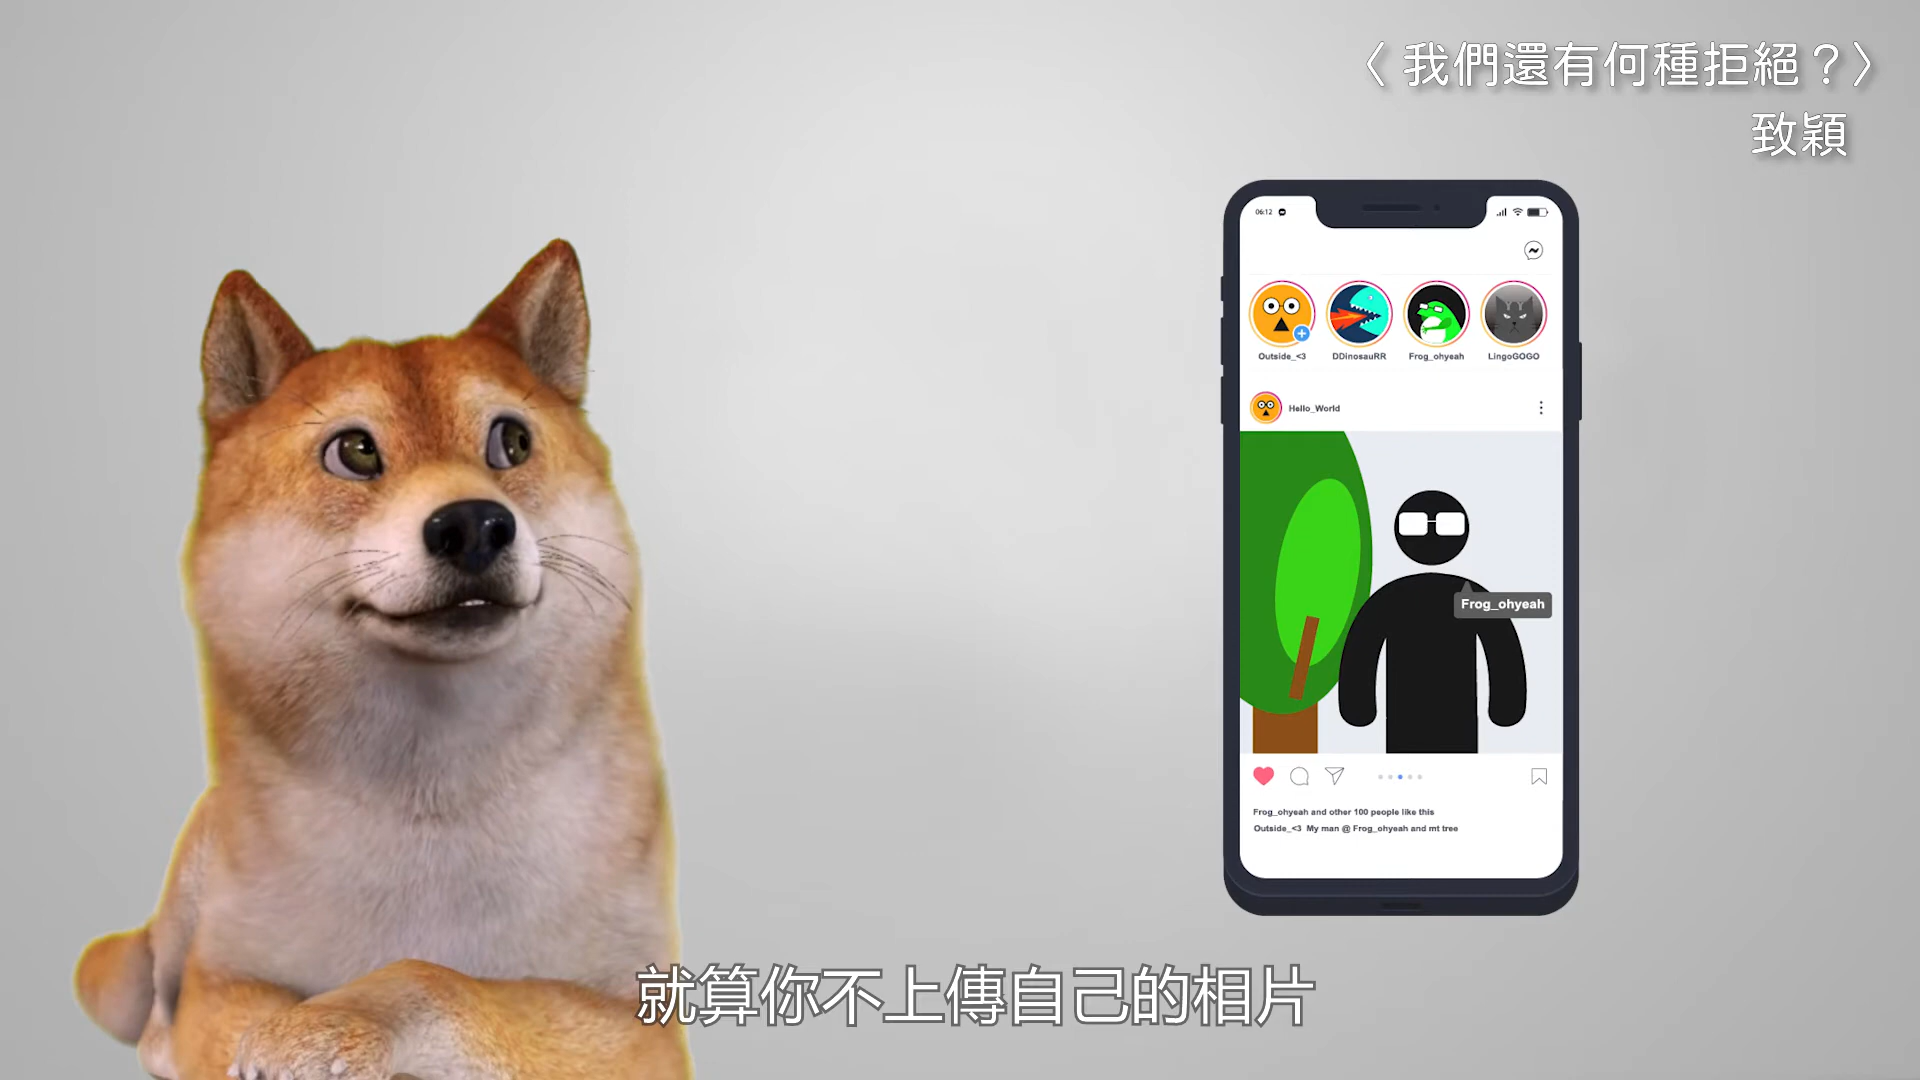 〈我們還有何種拒絕？〉
致穎
06:12
Outside_<3
DDinosauRR
Frog_ohyeah
LingoGOGO
Hello_World
Frog_ohyeah
Frog_ohyeah and other 100 people like this
Outside_<3 My man @ Frog_ohyeah and mt tree
就算你不上傳自己的相片